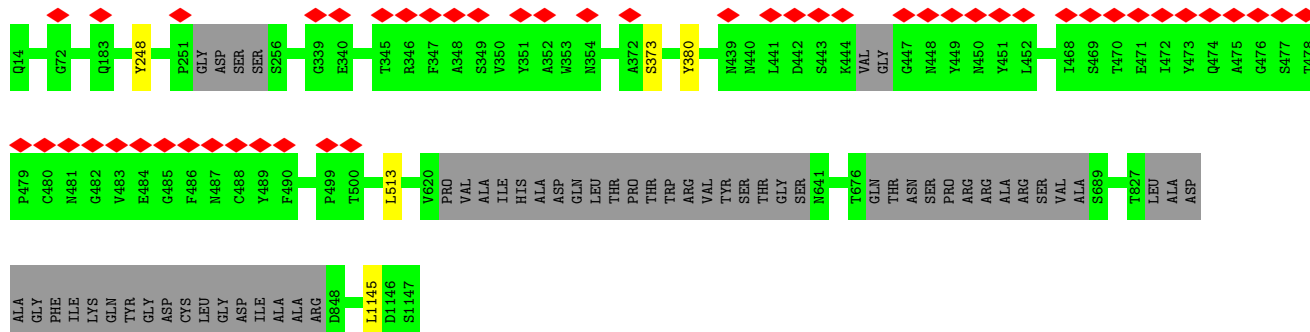 Q14 G72 Q183 Y248 P251 GLY ASP SER SER S256 G339 E340 T345 R346 F347 A348 S349 V350 Y351 A352 W353 N354 A372 S373 Y380 N439 N440 L441 D442 S443 K444 VAL GLY G447 N448 Y449 N450 Y451 L452 I468 S469 T470 E471 I472 Y473 Q474 A475 G476 S477 T478
P479 C480 N481 G482 V483 E484 G485 F486 N487 C488 Y489 F490 P499 T500 L513 V620 PRO VAL ALA ILE HIS ALA ASP GLN LEU THR PRO THR TRP ARG VAL TYR SER THR GLY SER N641 T676 GLN THR ASN SER PRO ARG ARG ALA ARG SER VAL ALA S689 T827 LEU ALA ASP
ALA GLY PHE ILE LYS GLN TYR GLY ASP CYS LEU GLY ASP ILE ALA ALA ARG D848 L1145 D1146 S1147